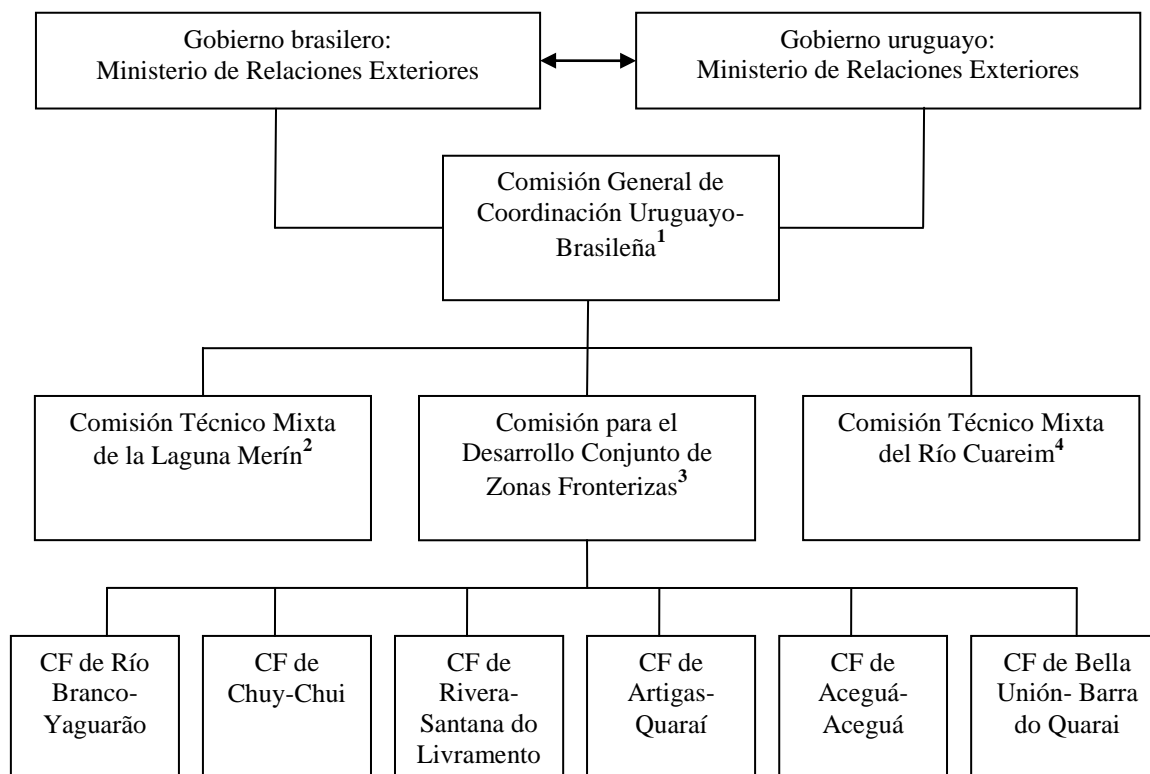 Gobierno brasilero:
Ministerio de Relaciones Exteriores
Gobierno uruguayo:
Ministerio de Relaciones Exteriores
Comisión General de
Coordinación Uruguayo-
Brasileña1
Comisión Técnico Mixta
de la Laguna Merín2
Comisión para el
Desarrollo Conjunto de
Zonas Fronterizas3
Comisión Técnico Mixta
del Río Cuareim4
CF de Río
Branco-
Yaguarão
CF de
Chuy-Chui
CF de
Rivera-
Santana do
Livramento
CF de
Artigas-
Quaraí
CF de
Aceguá-
Aceguá
CF de Bella
Unión- Barra
do Quarai